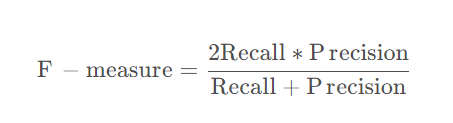 F − measure = 2Recall ∗ Precision / Recall + Precision